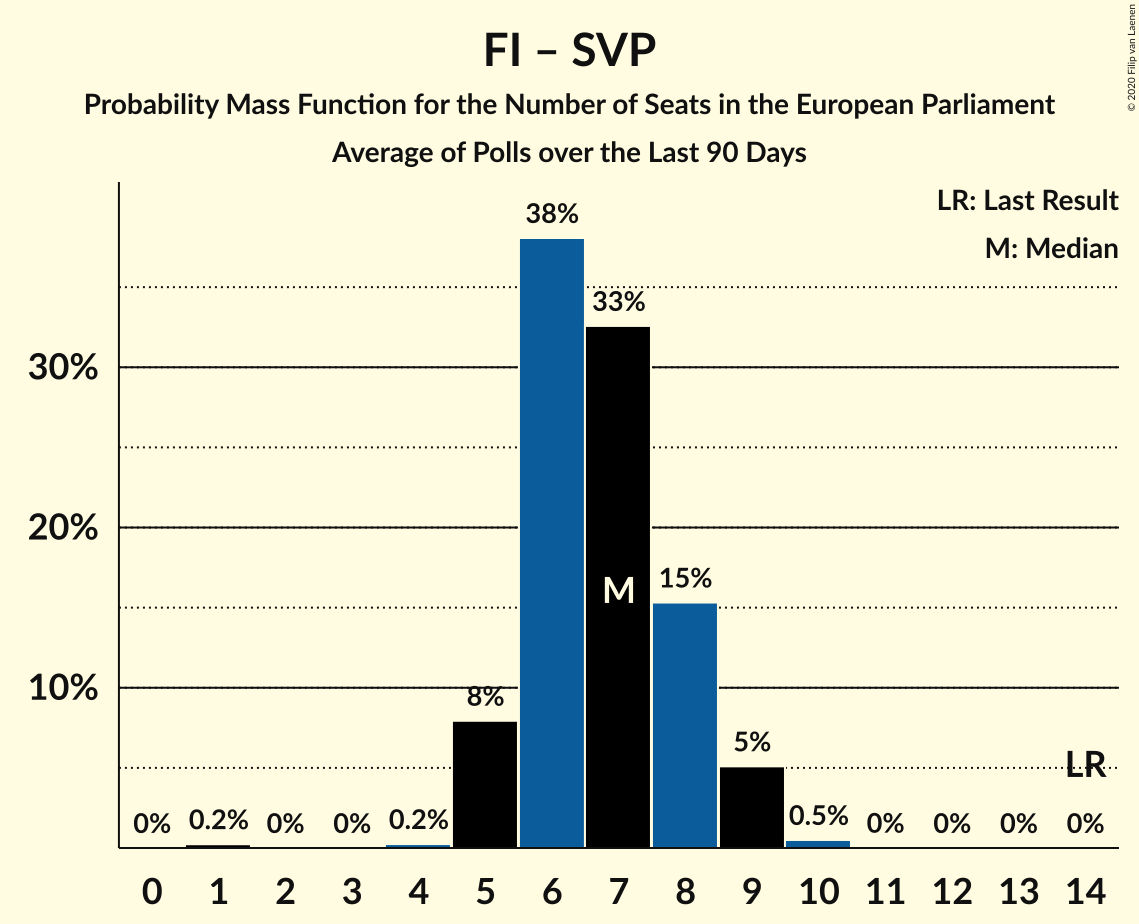 FI – SVP
Probability Mass Function for the Number of Seats in the European Parliament
Average of Polls over the Last 90 Days
© 2020 Filip van Laenen
LR: Last Result
M: Median
38%
33%
30%
20%
M
15%
10%
8%
5%
LR
0% 0.2% 0% 0% 0.2% 0.5% 0% 0% 0% 0%
0 1 2 3 4 5 6 7 8 9 10 11 12 13 14